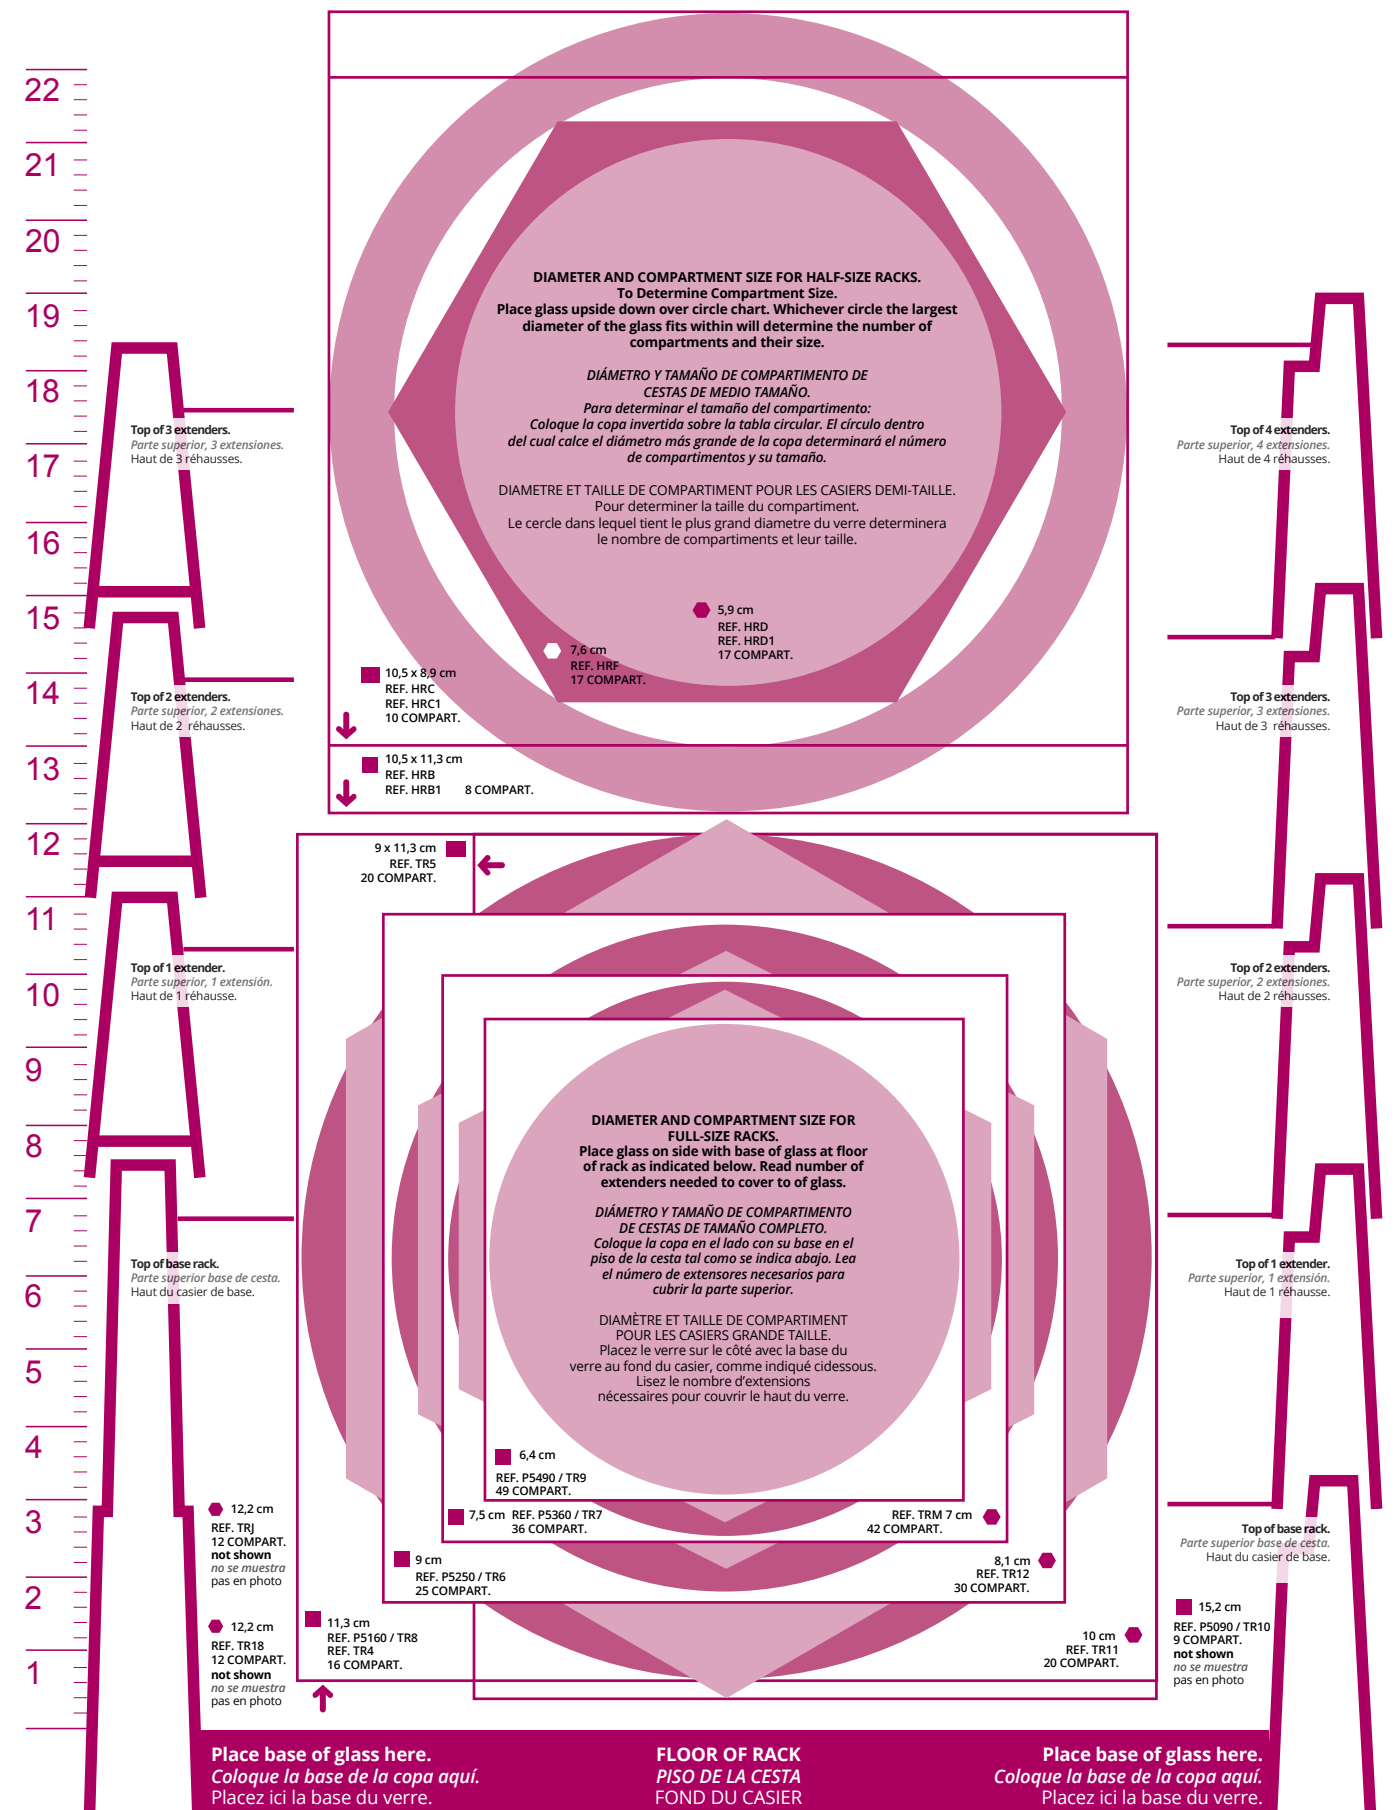 22
21
20
19
18
17
16
15
14
13
12
11
10
9
8
7
6
5
4
3
2
1
Top of 3 extenders.
Parte superior, 3 extensiones.
Haut de 3 réhausses.
Top of 2 extenders.
Parte superior, 2 extensiones.
Haut de 2 réhausses.
Top of 1 extender.
Parte superior, 1 extensión.
Haut de 1 réhausse.
Top of base rack.
Parte superior base de cesta.
Haut du casier de base.
12,2 cm
REF. TRJ
12 COMPART.
not shown
no se muestra
pas en photo
12,2 cm
REF. TR18
12 COMPART.
not shown
no se muestra
pas en photo
DIAMETER AND COMPARTMENT SIZE FOR HALF-SIZE RACKS.
To Determine Compartment Size.
Place glass upside down over circle chart. Whichever circle the largest
diameter of the glass fits within will determine the number of
compartments and their size.
DIÁMETRO Y TAMAÑO DE COMPARTIMENTO DE
CESTAS DE MEDIO TAMAÑO.
Para determinar el tamaño del compartimento:
Coloque la copa invertida sobre la tabla circular. El círculo dentro
del cual calce el diámetro más grande de la copa determinará el número
de compartimentos y su tamaño.
DIAMETRE ET TAILLE DE COMPARTIMENT POUR LES CASIERS DEMI-TAILLE.
Pour determiner la taille du compartiment.
Le cercle dans lequel tient le plus grand diametre du verre determinera
le nombre de compartiments et leur taille.
5,9 cm
REF. HRD
REF. HRD1
17 COMPART.
7,6 cm
REF. HRF
17 COMPART.
10,5 x 8,9 cm
REF. HRC
REF. HRC1
10 COMPART.
10,5 x 11,3 cm
REF. HRB
REF. HRB1 8 COMPART.
9 x 11,3 cm
REF. TR5
20 COMPART.
DIAMETER AND COMPARTMENT SIZE FOR
FULL-SIZE RACKS.
Place glass on side with base of glass at floor
of rack as indicated below. Read number of
extenders needed to cover to of glass.
DIÁMETRO Y TAMAÑO DE COMPARTIMENTO
DE CESTAS DE TAMAÑO COMPLETO.
Coloque la copa en el lado con su base en el
piso de la cesta tal como se indica abajo. Lea
el número de extensores necesarios para
cubrir la parte superior.
DIAMÈTRE ET TAILLE DE COMPARTIMENT
POUR LES CASIERS GRANDE TAILLE.
Placez le verre sur le côté avec la base du
verre au fond du casier, comme indiqué cidessous.
Lisez le nombre d’extensions
nécessaires pour couvrir le haut du verre.
6,4 cm
REF. P5490 / TR9
49 COMPART.
7,5 cm REF. P5360 / TR7
36 COMPART.
REF. TRM 7 cm
42 COMPART.
9 cm
REF. P5250 / TR6
25 COMPART.
8,1 cm
REF. TR12
30 COMPART.
11,3 cm
REF. P5160 / TR8
REF. TR4
16 COMPART.
10 cm
REF. TR11
20 COMPART.
Top of 4 extenders.
Parte superior, 4 extensiones.
Haut de 4 réhausses.
Top of 3 extenders.
Parte superior, 3 extensiones.
Haut de 3 réhausses.
Top of 2 extenders.
Parte superior, 2 extensiones.
Haut de 2 réhausses.
Top of 1 extender.
Parte superior, 1 extensión.
Haut de 1 réhausse.
Top of base rack.
Parte superior base de cesta.
Haut du casier de base.
15,2 cm
REF. P5090 / TR10
9 COMPART.
not shown
no se muestra
pas en photo
Place base of glass here.
Coloque la base de la copa aquí.
Placez ici la base du verre.
FLOOR OF RACK
PISO DE LA CESTA
FOND DU CASIER
Place base of glass here.
Coloque la base de la copa aquí.
Placez ici la base du verre.